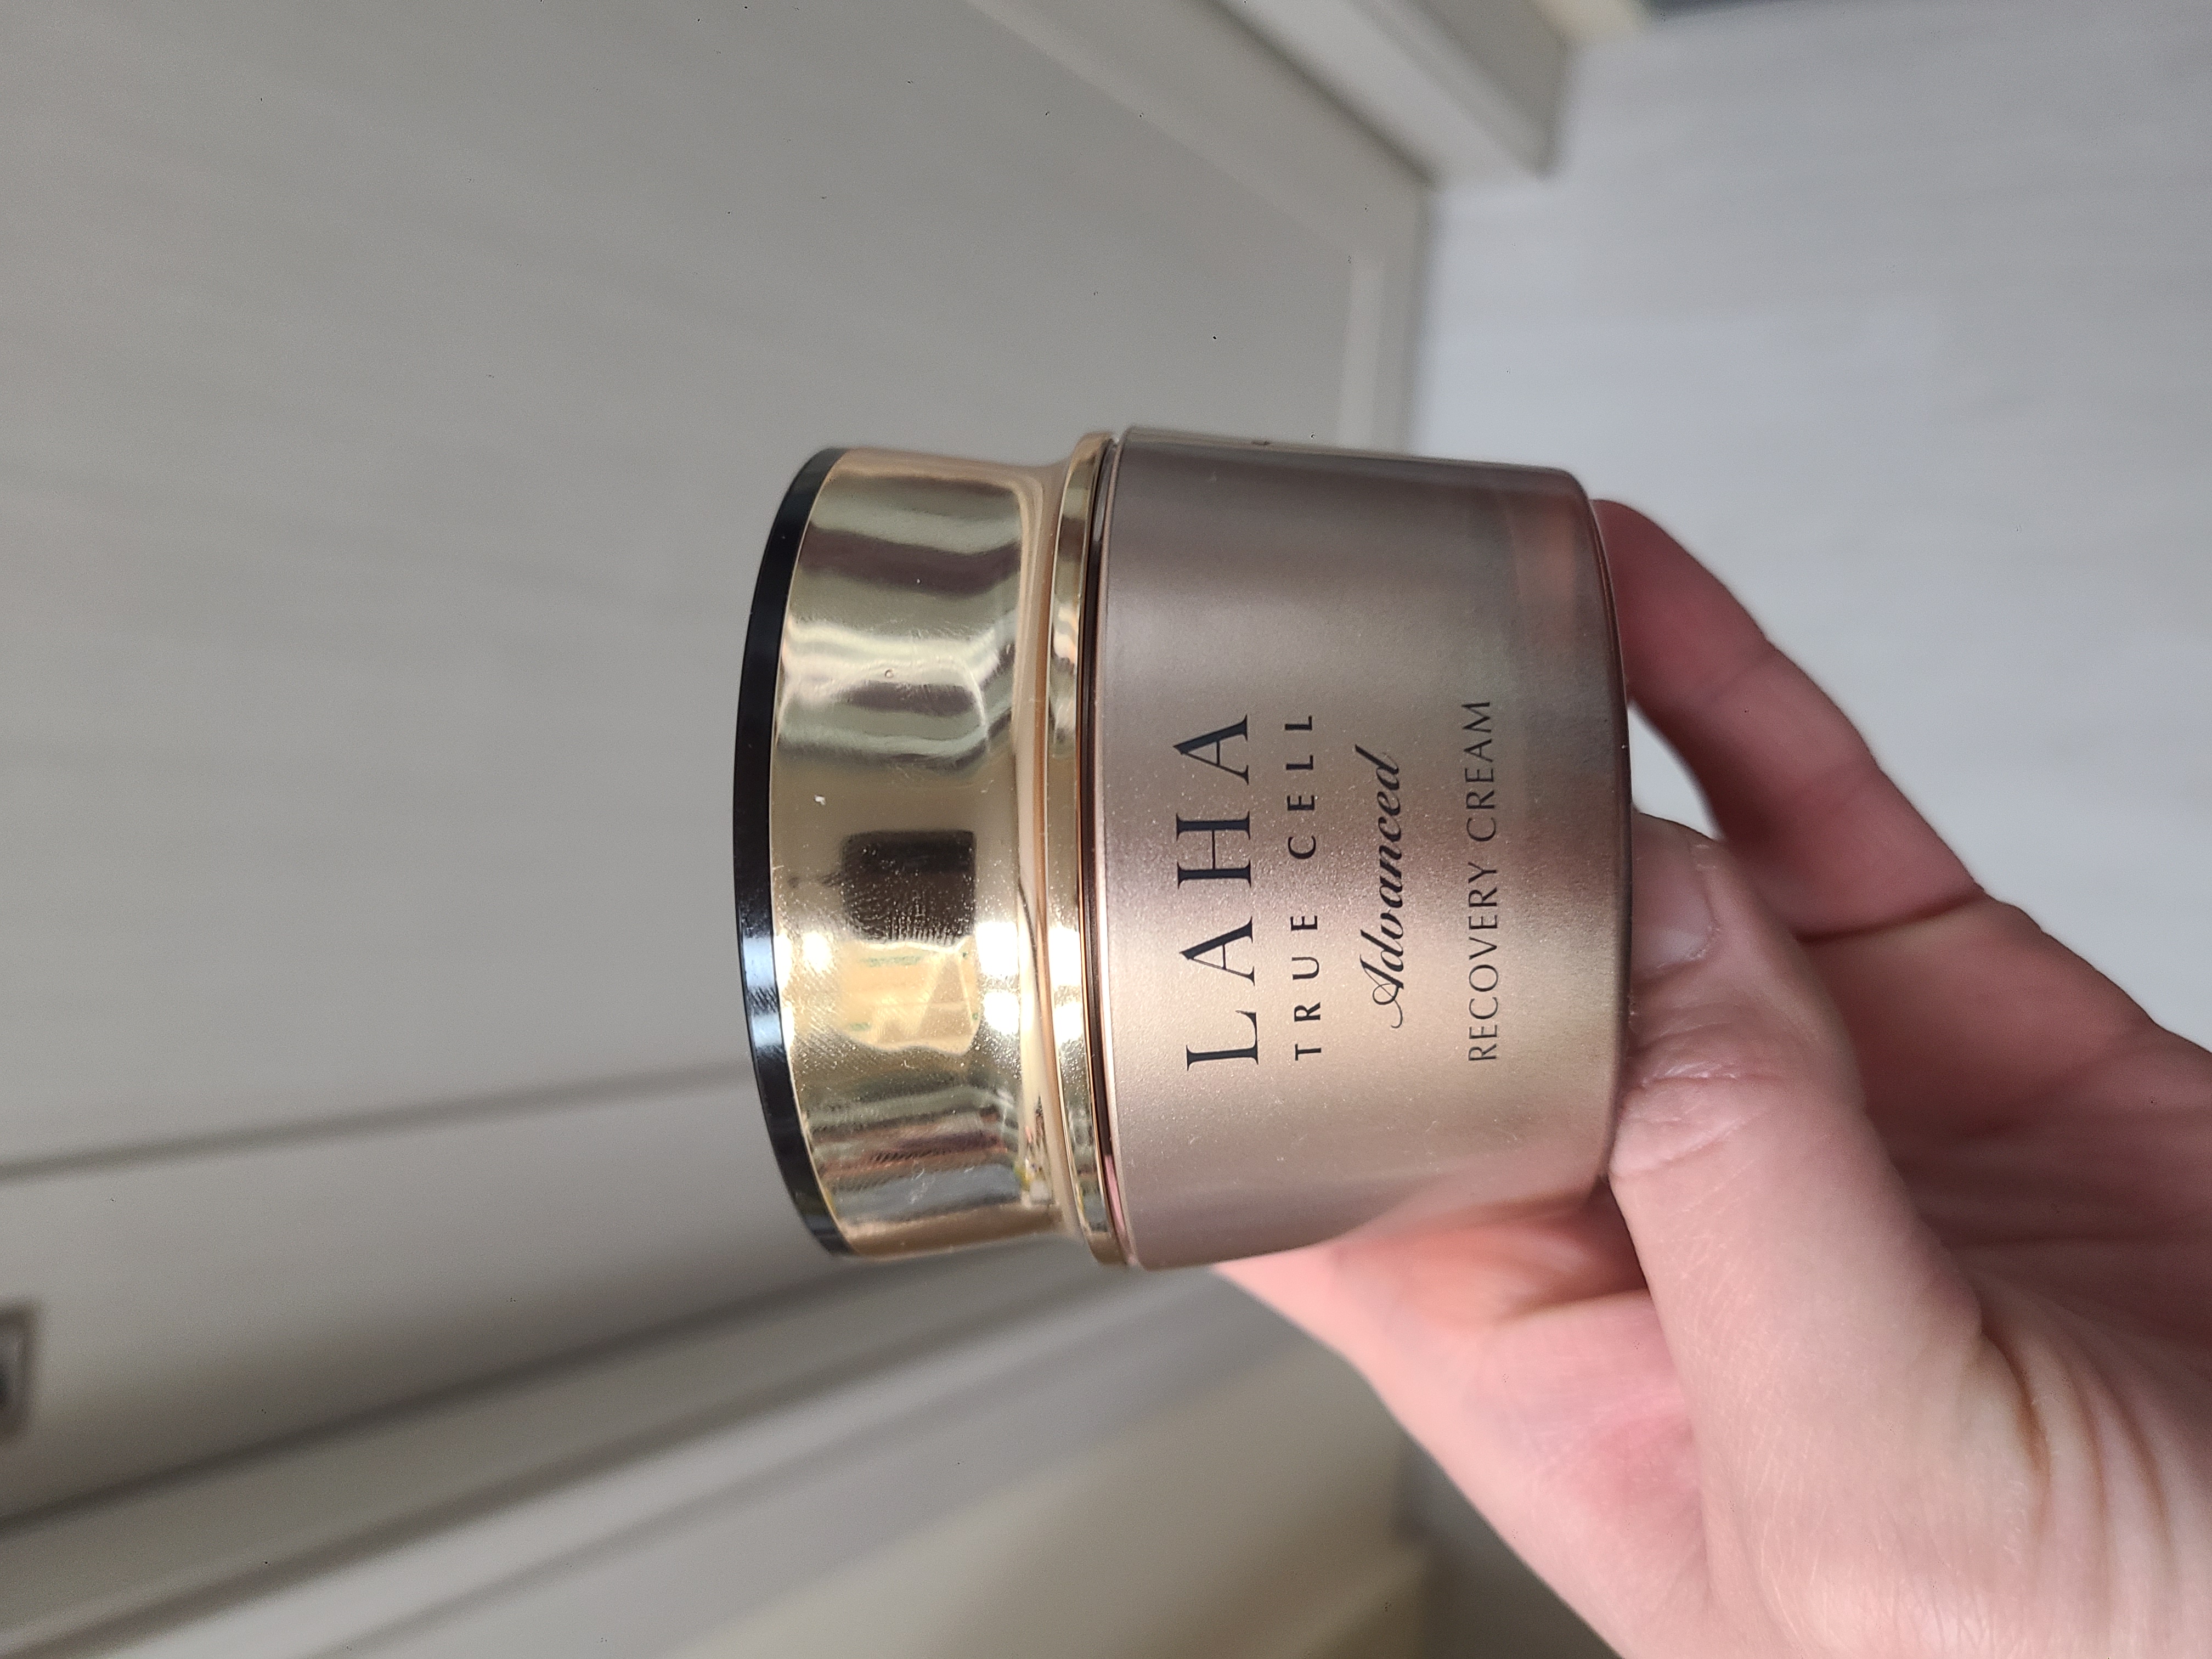 LAHA
TRUE CELL
Advanced
RECOVERY CREAM